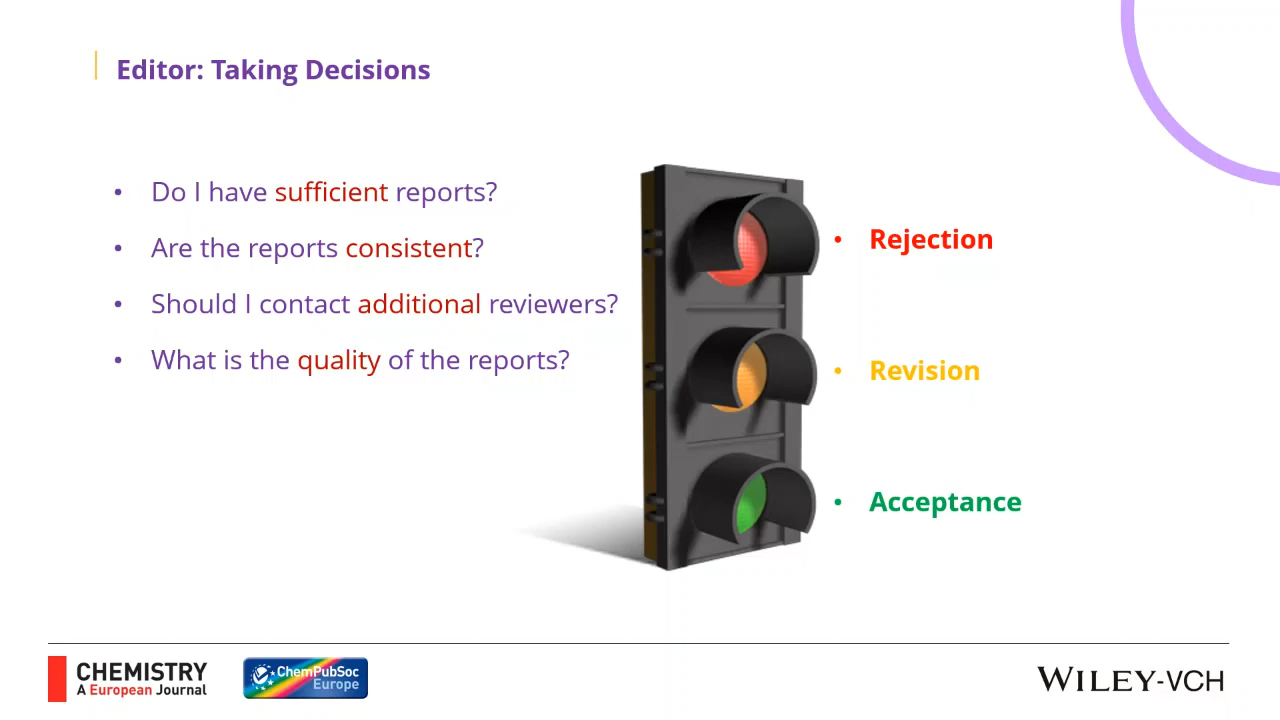 Editor: Taking Decisions
• Do I have sufficient reports?
• Are the reports consistent?
• Should I contact additional reviewers?
• What is the quality of the reports?
• Rejection
• Revision
• Acceptance
CHEMISTRY
A European Journal
ChemPubSoc
Europe
WILEY-VCH